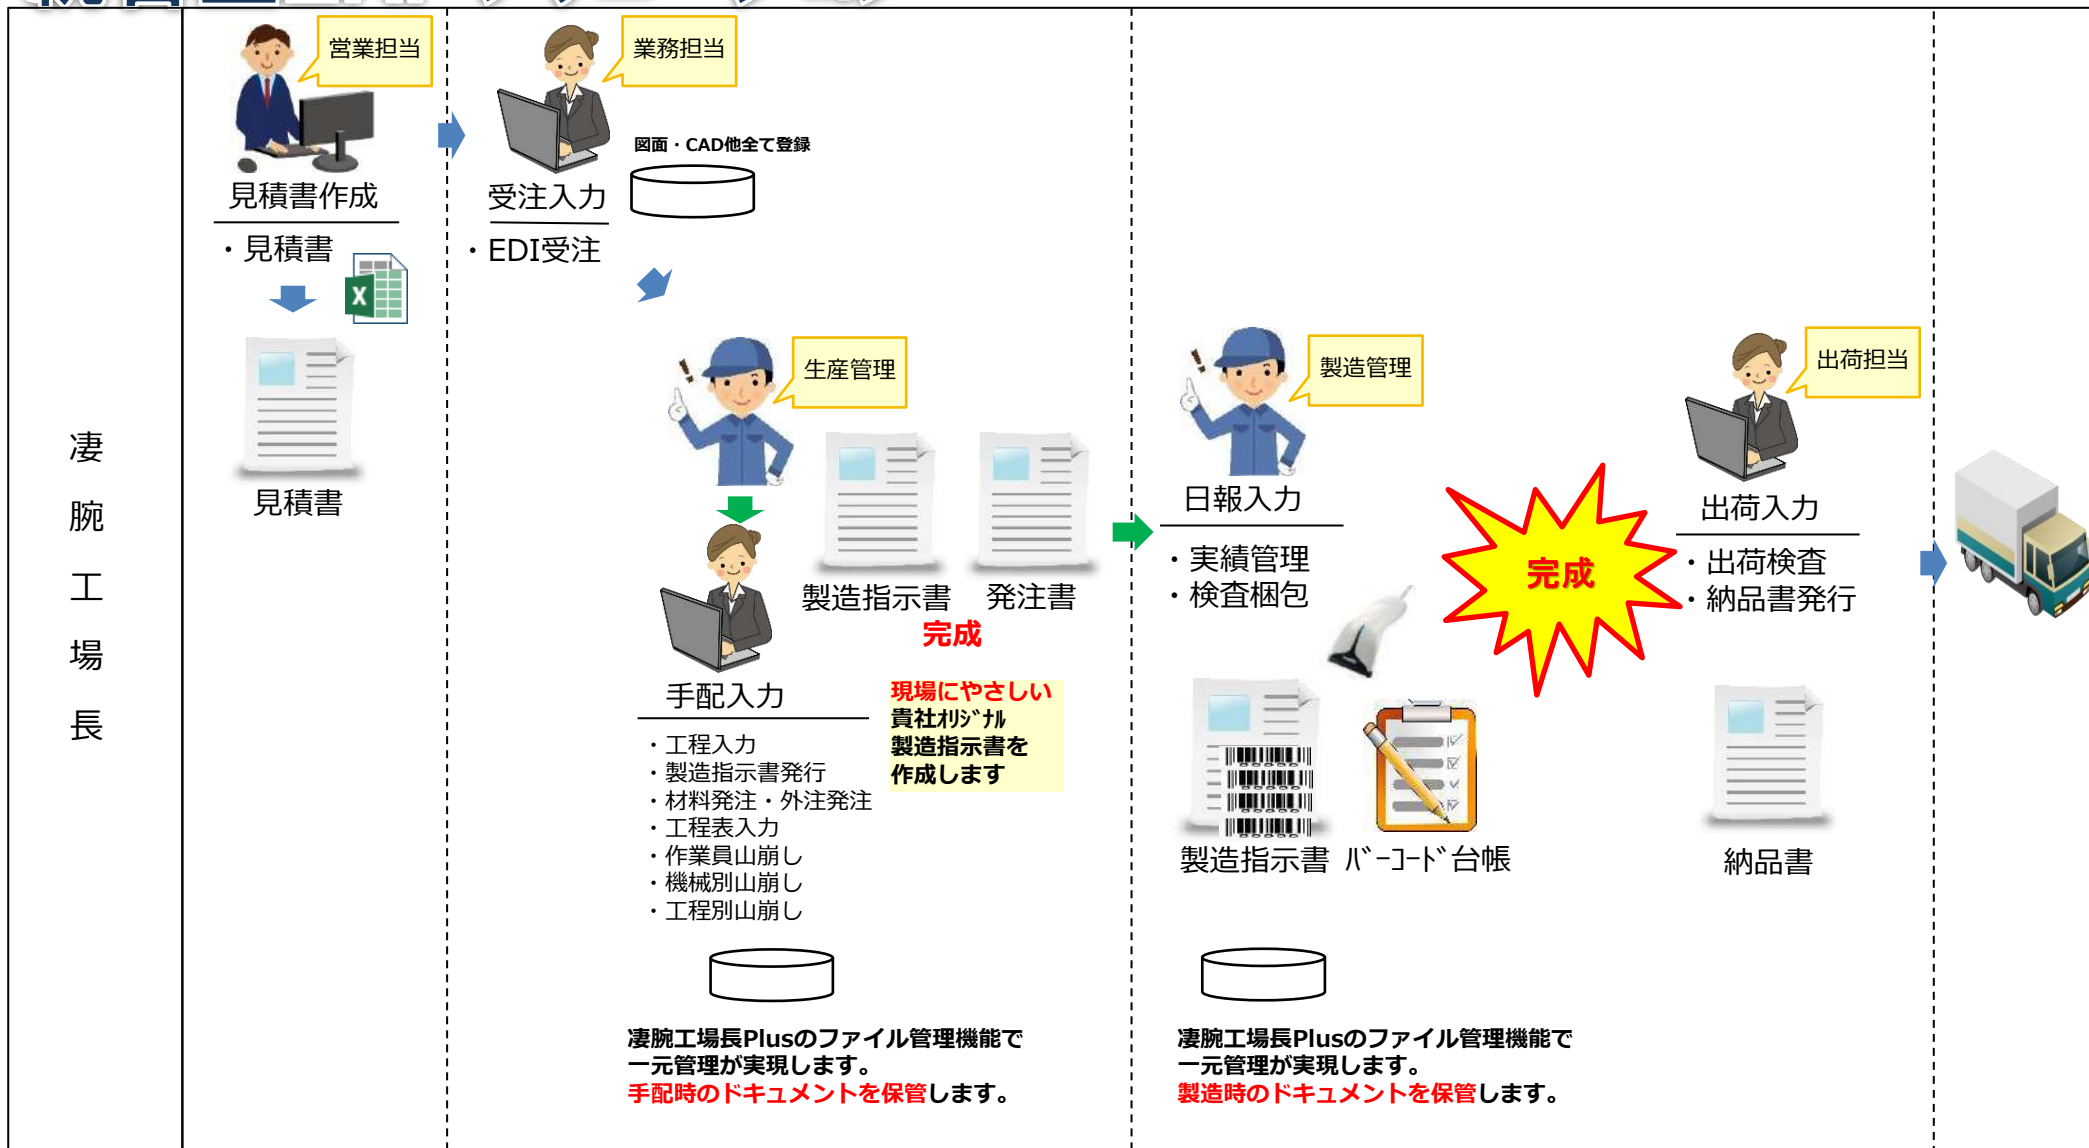 営業担当
見積書作成
・見積書
X
見積書
業務担当
図面・CAD他全て登録
受注入力
・EDI受注
生産管理
製造指示書
発注書
完成
手配入力
・工程入力
・製造指示書発行
・材料発注・外注発注
・工程表入力
・作業員山崩し
・機械別山崩し
・工程別山崩し
現場にやさしい
貴社ｵﾘｼﾞﾅﾙ
製造指示書を
作成します
凄腕工場長Plusのファイル管理機能で
一元管理が実現します。
手配時のドキュメントを保管します。
製造管理
日報入力
・実績管理
・検査梱包
製造指示書
ﾊﾞｰｺｰﾄﾞ台帳
凄腕工場長Plusのファイル管理機能で
一元管理が実現します。
製造時のドキュメントを保管します。
完成
出荷担当
出荷入力
・出荷検査
・納品書発行
納品書
凄腕工場長